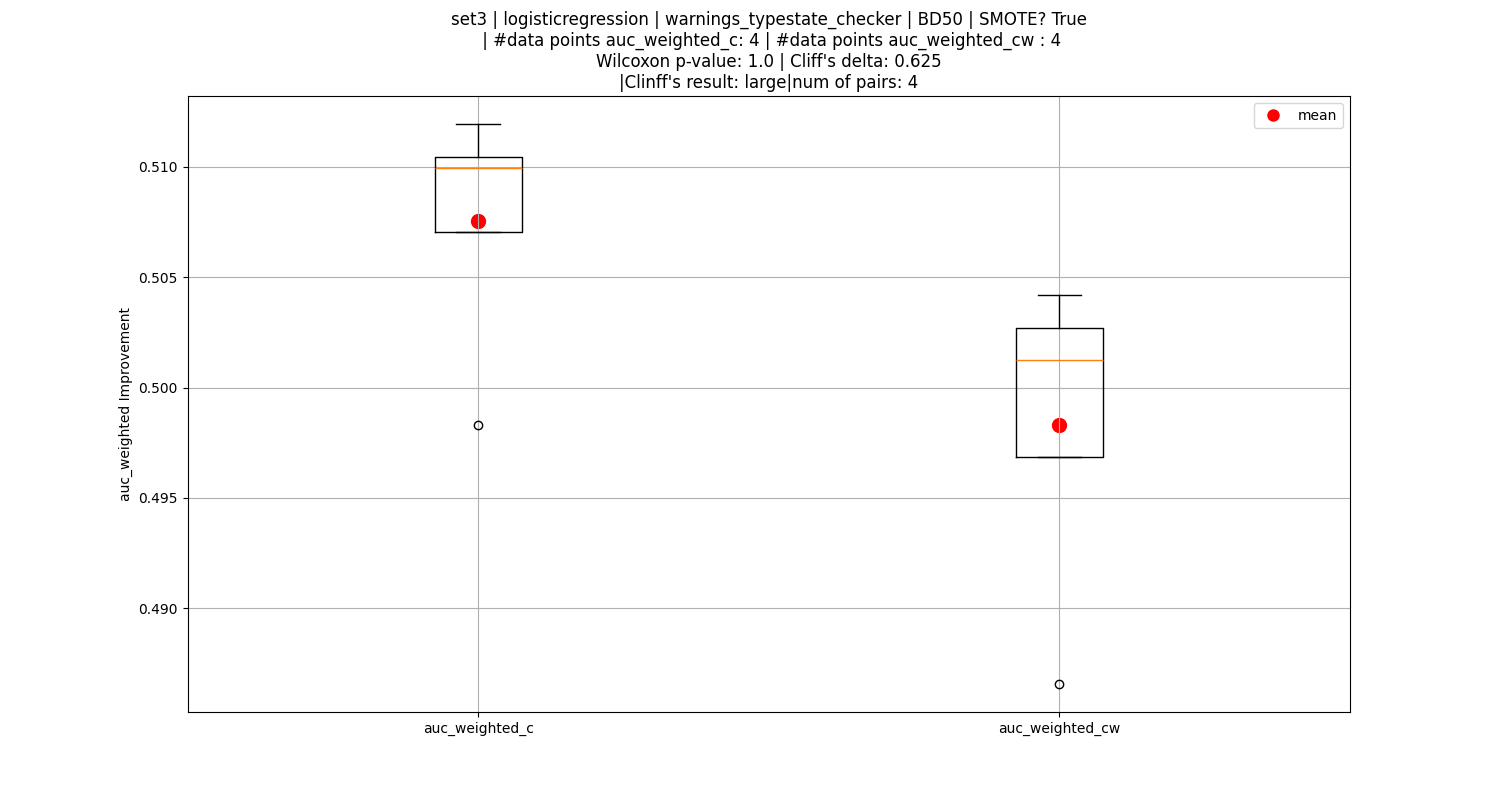 set3 | logisticregression | warnings_typestate_checker | BD50 | SMOTE? True
| #data points auc_weighted_c: 4 | #data points auc_weighted_cw : 4
Wilcoxon p-value: 1.0 | Cliff's delta: 0.625
|Clinff's result: large|num of pairs: 4
mean
0.510
0.505
0.500
0.495
0.490
auc_weighted Improvement
auc_weighted_c
auc_weighted_cw